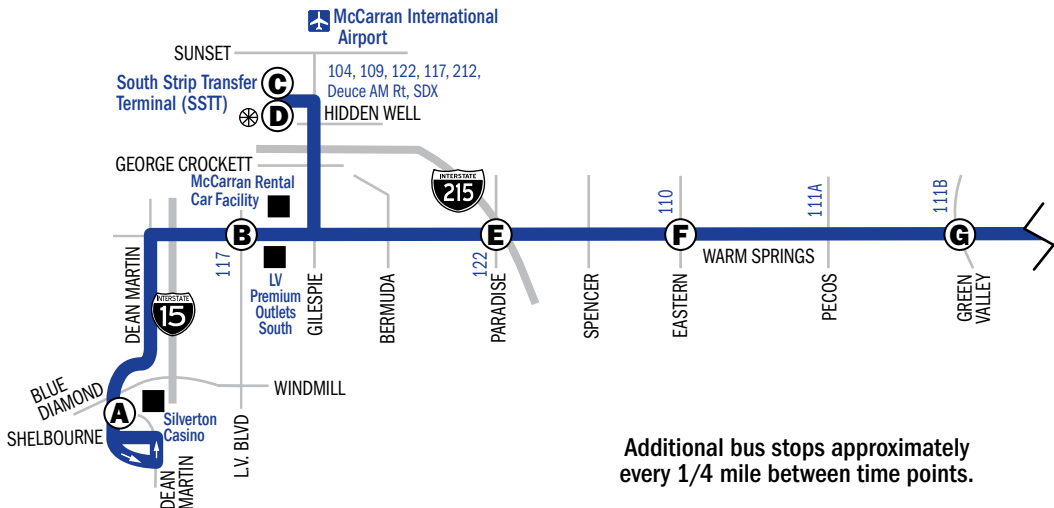 McCarran International
Airport
SUNSET
South Strip Transfer
Terminal (SSTT)
C
D
104, 109, 122, 117, 212,
Deuce AM Rt, SDX
HIDDEN WELL
GEORGE CROCKETT
McCarran Rental
Car Facility
INTERSTATE
215
110
111A
111B
B
E
F
G
WARM SPRINGS
117
122
DEAN MARTIN
LV
Premium
Outlets
South
GILESPIE
BERMUDA
PARADISE
SPENCER
EASTERN
PECOS
GREEN
VALLEY
INTERSTATE
15
BLUE
DIAMOND
WINDMILL
A
SHELBOURNE
Silverton
Casino
DEAN
MARTIN
L.V. BLVD
Additional bus stops approximately
every 1/4 mile between time points.